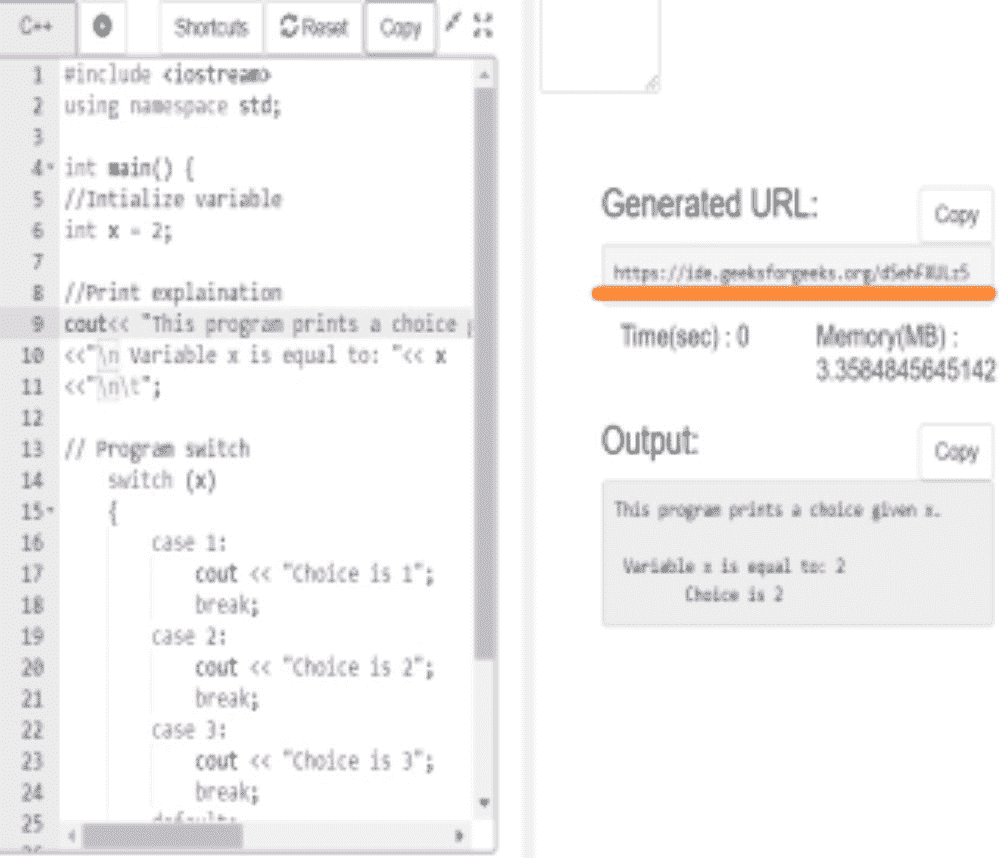 C++ Shortcuts Reset Copy
1 #include <iostream>
2 using namespace std;
3
4 int main() {
5 //Intialize variable
6 int x = 2;
7
8 //Print explaination
9 cout<< "This program prints a choice
10 <<"\n Variable x is equal to: "<< x
11 <<"\n\t";
12
13 // Program switch
14 switch (x)
15 {
16 case 1:
17 cout << "Choice is 1";
18 break;
19 case 2:
20 cout << "Choice is 2";
21 break;
22 case 3:
23 cout << "Choice is 3";
24 break;
25 default:
Generated URL:
Copy
Time(sec) : 0
Memory(MB) :
3.3584845645142
Output:
Copy
This program prints a choice given x.
Variable x is equal to: 2
Choice is 2